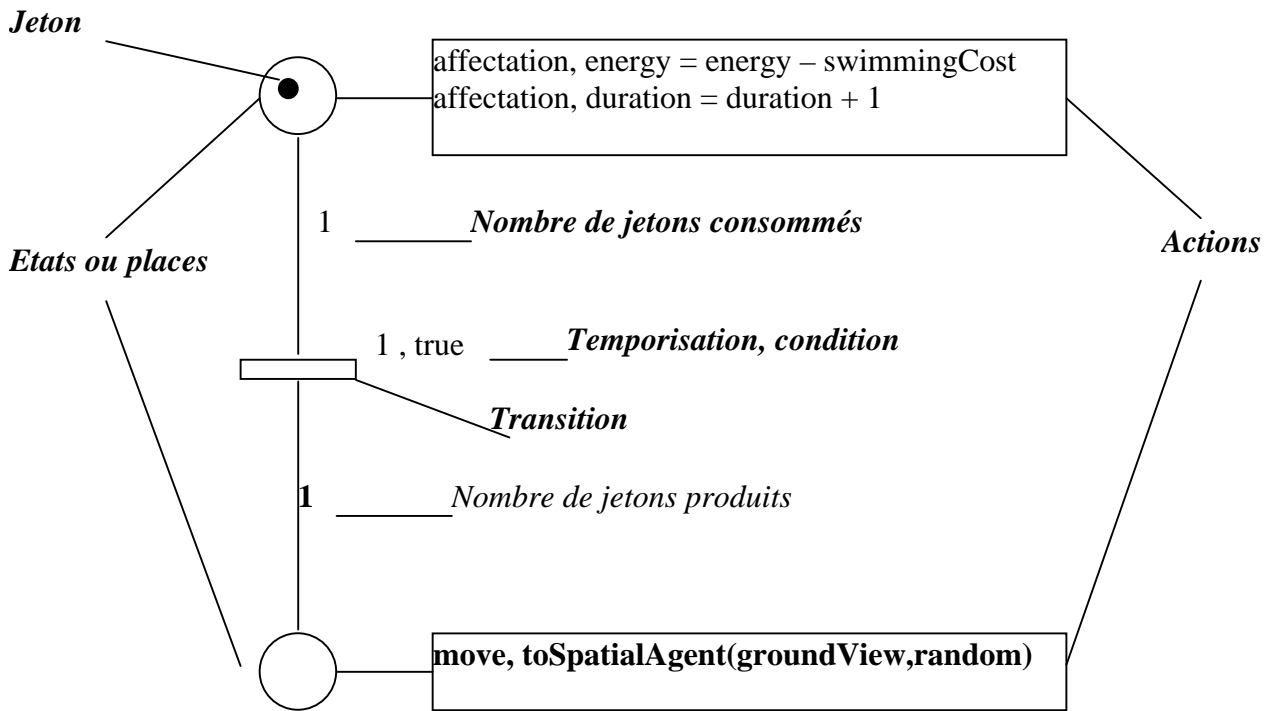 Jeton
affectation, energy = energy – swimmingCost
affectation, duration = duration + 1
1
Nombre de jetons consommés
Actions
Etats ou places
1 , true
Temporisation, condition
Transition
1
Nombre de jetons produits
move, toSpatialAgent(groundView,random)